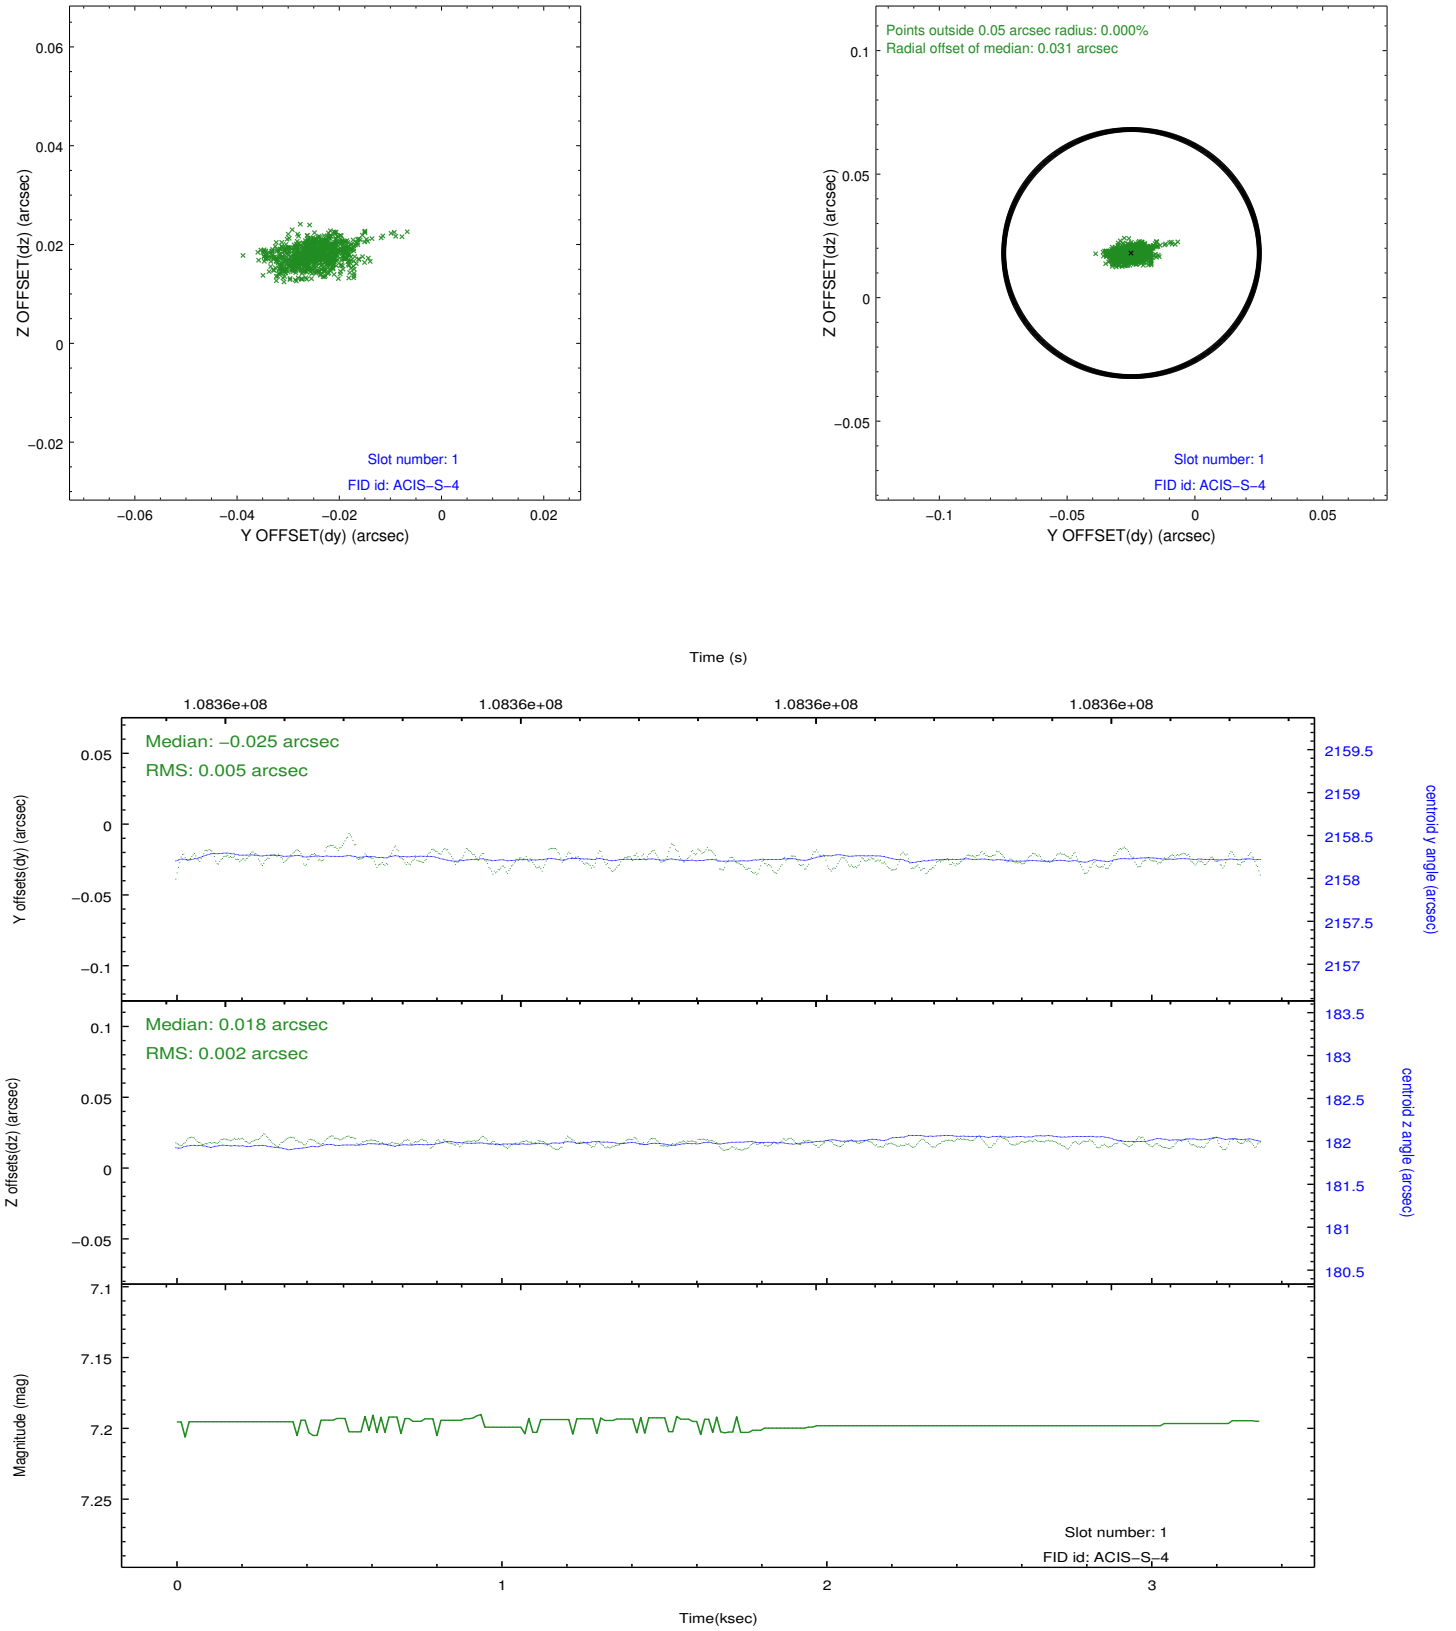 0.06
0.04
0.02
0
−0.02
Z OFFSET(dz) (arcsec)
Slot number: 1
FID id: ACIS−S−4
−0.06
−0.04
−0.02
0
0.02
Y OFFSET(dy) (arcsec)
Points outside 0.05 arcsec radius: 0.000%
Radial offset of median: 0.031 arcsec
0.1
0.05
0
−0.05
Z OFFSET(dz) (arcsec)
Slot number: 1
FID id: ACIS−S−4
−0.1
−0.05
0
0.05
Y OFFSET(dy) (arcsec)
Time (s)
1.0836e+08
1.0836e+08
1.0836e+08
1.0836e+08
Median: −0.025 arcsec
RMS: 0.005 arcsec
0.05
0
−0.05
−0.1
Y offsets(dy) (arcsec)
2159.5
2159
2158.5
2158
2157.5
2157
centroid y angle (arcsec)
Median: 0.018 arcsec
RMS: 0.002 arcsec
0.1
0.05
0
−0.05
Z offsets(dz) (arcsec)
183.5
183
182.5
182
181.5
181
180.5
centroid z angle (arcsec)
7.1
7.15
7.2
7.25
Magnitude (mag)
Slot number: 1
FID id: ACIS−S−4
0
1
2
3
Time(ksec)